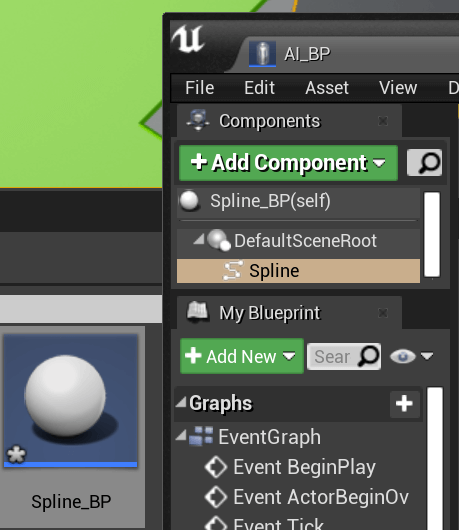 AI_BP
File Edit Asset View D
Components
+ Add Component
Spline_BP(self)
DefaultSceneRoot
Spline
My Blueprint
+ Add New Sear
Graphs +
EventGraph
Event BeginPlay
Event ActorBeginOv
Event Tick
Spline_BP